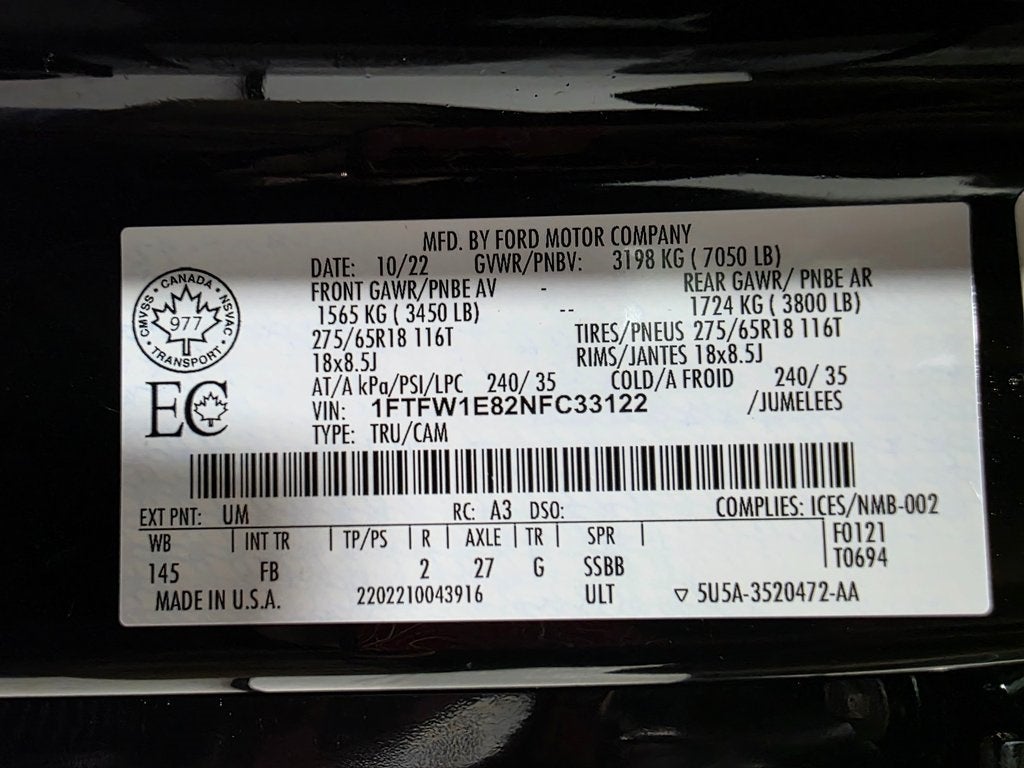 MFD. BY FORD MOTOR COMPANY
DATE: 10/22 GVWR/PNBV: 3198 KG ( 7050 LB)
FRONT GAWR/PNBE AV - REAR GAWR/ PNBE AR
1565 KG ( 3450 LB) -- 1724 KG ( 3800 LB)
275/65R18 116T TIRES/PNEUS 275/65R18 116T
18x8.5J RIMS/JANTES 18x8.5J
AT/A kPa/PSI/LPC 240/ 35 COLD/A FROID 240/ 35
VIN: 1FTFW1E82NFC33122 /JUMELEES
TYPE: TRU/CAM
CMVSS • CANADA • NSVAC • TRANSPORT •
977
EC
EXT PNT: UM RC: A3 DSO: COMPLIES: ICES/NMB-002
WB | INT TR | TP/PS | R | AXLE | TR | SPR | F0121
T0694
145 FB 2 27 G SSBB
MADE IN U.S.A. 2202210043916 ULT ▽ 5U5A-3520472-AA